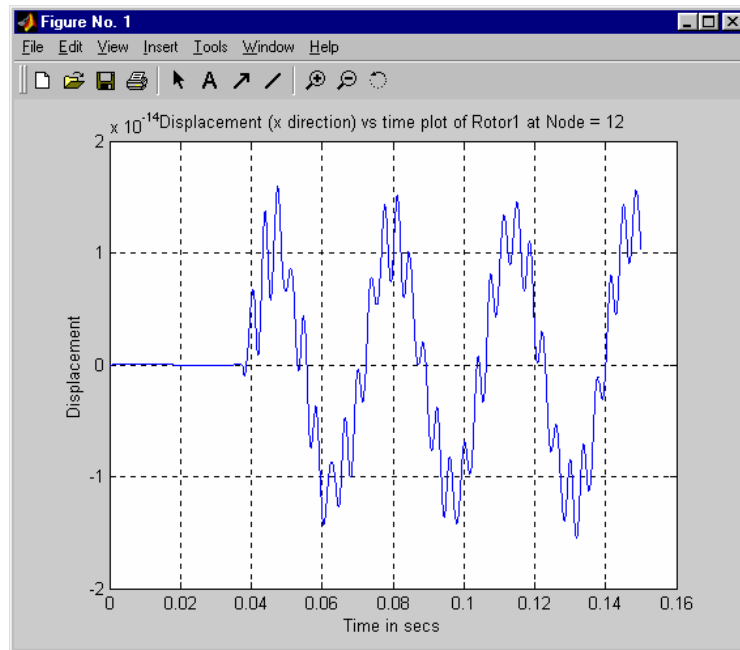 Figure No. 1
File Edit View Insert Tools Window Help
A
x 10^-14 Displacement (x direction) vs time plot of Rotor1 at Node = 12
2
1
0
-1
-2
Displacement
0 0.02 0.04 0.06 0.08 0.1 0.12 0.14 0.16
Time in secs